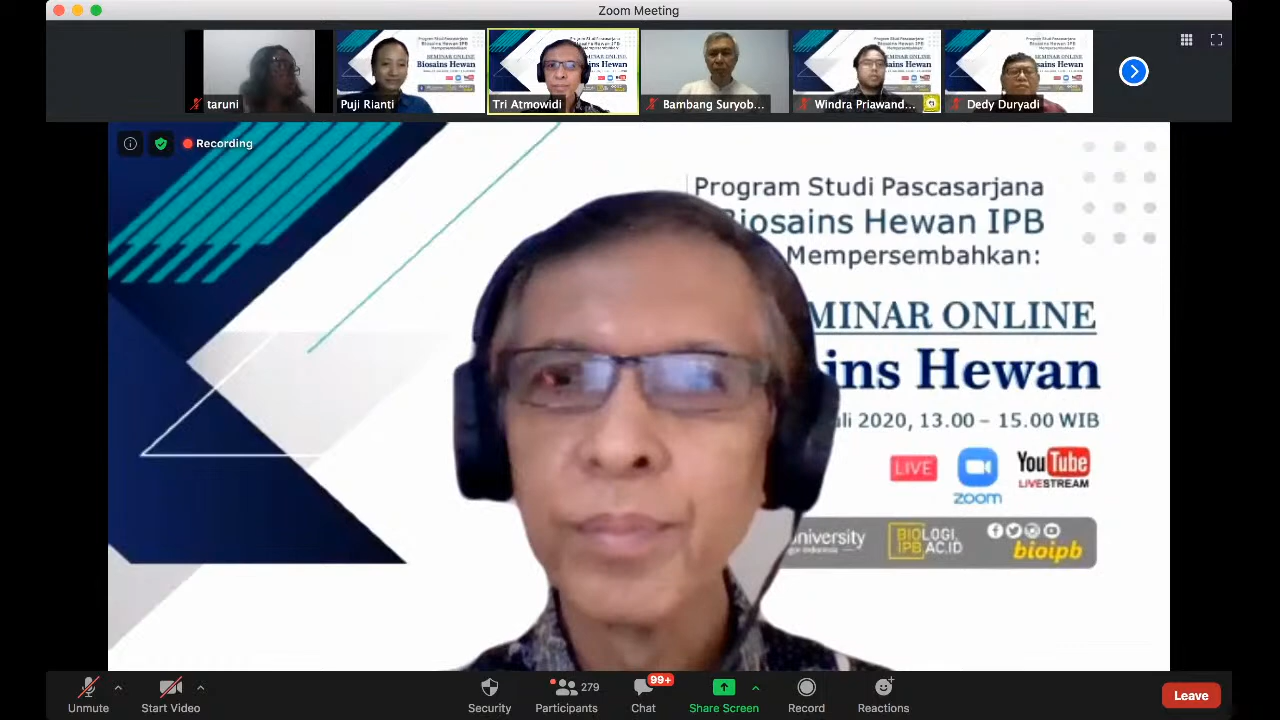 Zoom Meeting
taruni
Puji Rianti
Tri Atmowidi
Bambang Suryob...
Windra Priawand...
Dedy Duryadi
Recording
Program Studi Pascasarjana
Biosains Hewan IPB
Mempersembahkan:
MINAR ONLINE
ins Hewan
uli 2020, 13.00 – 15.00 WIB
LIVE
zoom
YouTube
LIVESTREAM
niversity
BIOLOGI.
IPB.AC.ID
bioipb
Unmute
Start Video
Security
Participants
279
Chat
99+
Share Screen
Record
Reactions
Leave